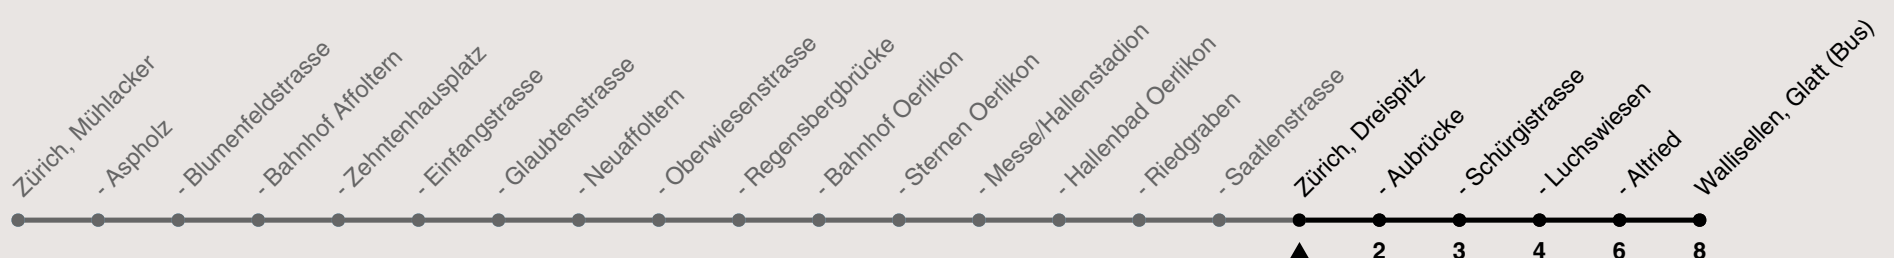 Zürich, Mühlacker
- Aspholz
- Blumenfeldstrasse
- Bahnhof Affoltern
- Zehntenhausplatz
- Einfangstrasse
- Glaubtenstrasse
- Neuaffoltern
- Oberwiesenstrasse
- Regensbergbrücke
- Bahnhof Oerlikon
- Sternen Oerlikon
- Messe/Hallenstadion
- Hallenbad Oerlikon
- Riedgraben
- Saatlenstrasse
Zürich, Dreispitz
- Aubrücke
- Schürgistrasse
- Luchswiesen
- Altried
Wallisellen, Glatt (Bus)
2 3 4 6 8